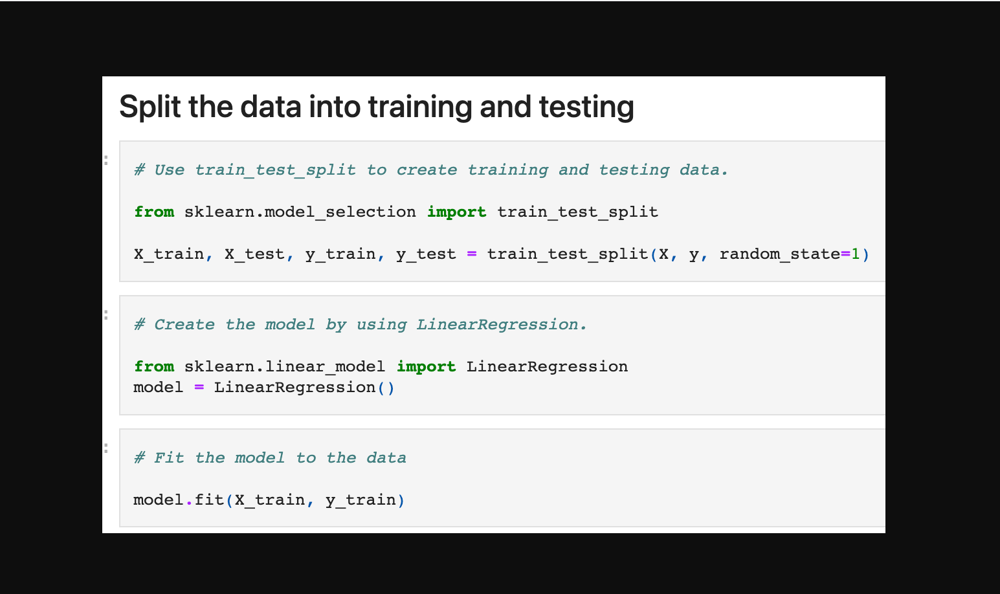 Split the data into training and testing
:
# Use train_test_split to create training and testing data.
from sklearn.model_selection import train_test_split
X_train, X_test, y_train, y_test = train_test_split(X, y, random_state=1)
:
# Create the model by using LinearRegression.
from sklearn.linear_model import LinearRegression
model = LinearRegression()
:
# Fit the model to the data
model.fit(X_train, y_train)